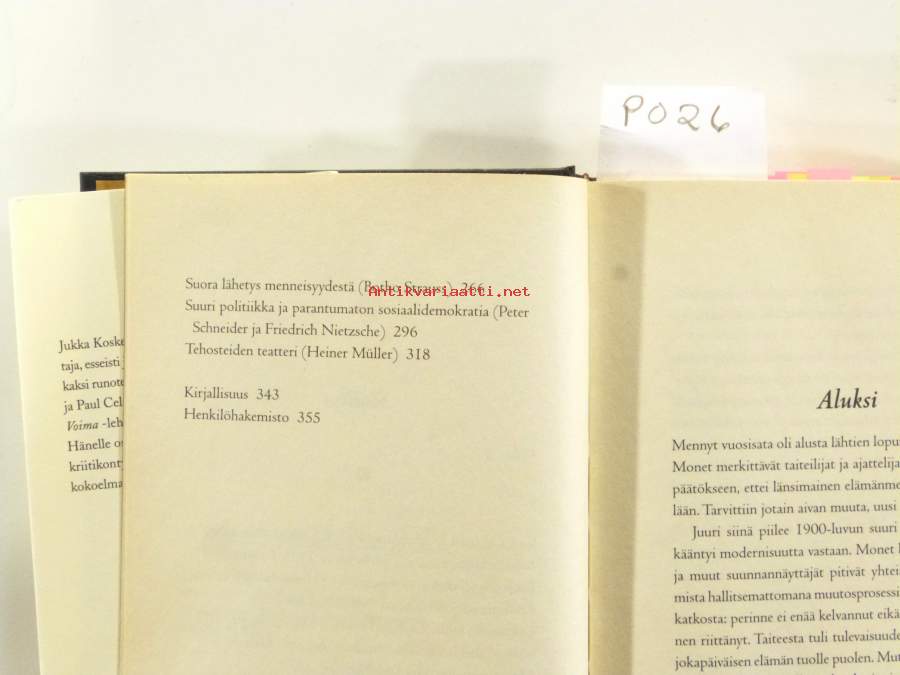 PO26
Suora lähetys menneisyydestä (Botho Strauss) 266
Antikvariaatti.net
Suuri politiikka ja parantumaton sosiaalidemokratia (Peter
Schneider ja Friedrich Nietzsche) 296
Tehosteiden teatteri (Heiner Müller) 318
Kirjallisuus 343
Henkilöhakemisto 355
Jukka Koske
taja, esseisti
kaksi runote
ja Paul Cel
Voima -leh
Hänelle o
kriitikont
kokoelma
Aluksi
Mennyt vuosisata oli alusta lähtien lopu
Monet merkittävät taiteilijat ja ajattelija
päätökseen, ettei länsimainen elämänme
lään. Tarvittiin jotain aivan muuta, uusi
Juuri siinä piilee 1900-luvun suuri
kääntyi modernisuutta vastaan. Monet
ja muut suunnannäyttäjät pitivät yhtei
mista hallitsemattomana muutosprosessi
katkosta: perinne ei enää kelvannut eikä
nen riittänyt. Taiteesta tuli tulevaisuude
jokapäiväisen elämän tuolle puolen. Mut